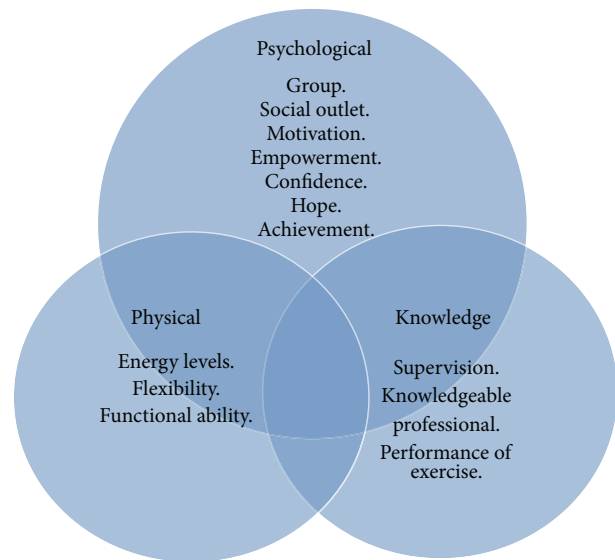 Psychological
Group.
Social outlet.
Motivation.
Empowerment.
Confidence.
Hope.
Achievement.
Physical
Energy levels.
Flexibility.
Functional ability.
Knowledge
Supervision.
Knowledgeable
professional.
Performance of
exercise.